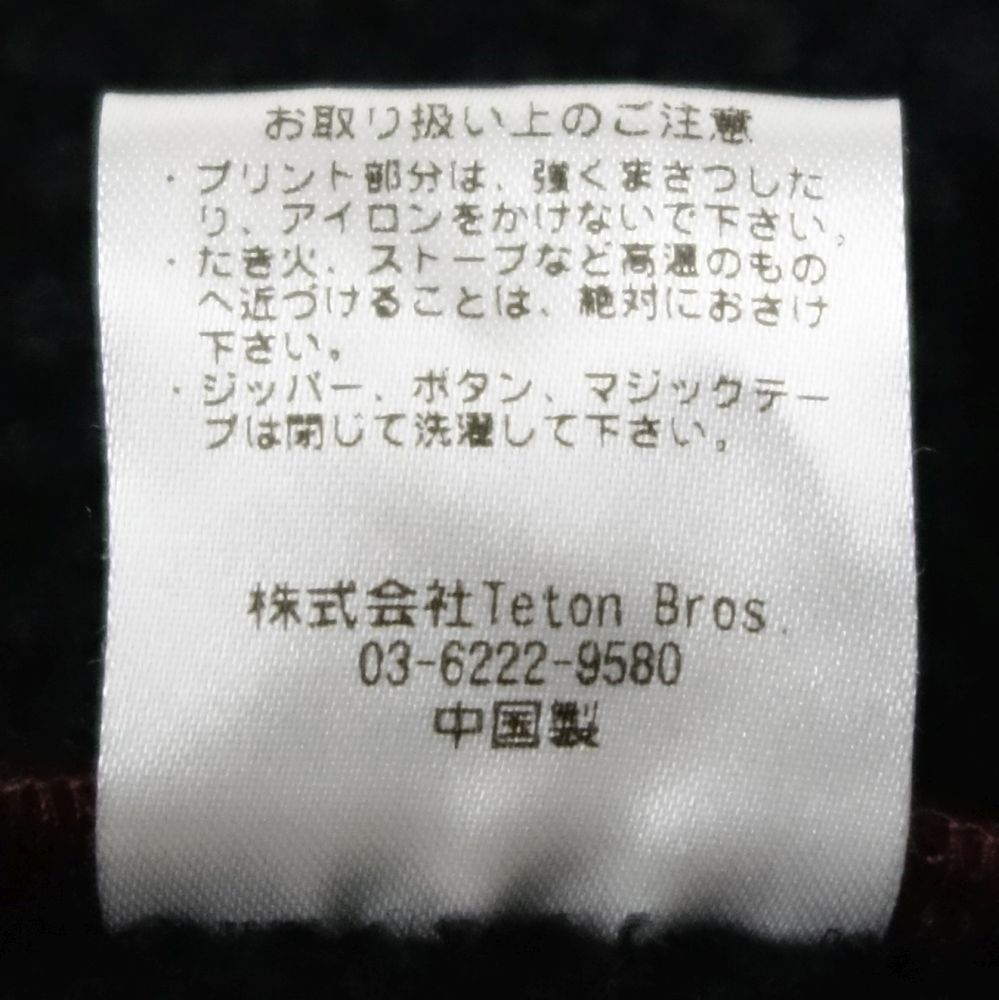 お取り扱い上のご注意
・プリント部分は、強くまさつした
り、アイロンをかけないで下さい。
・たき火、ストーブなど高温のもの
へ近づけることは、絶対におさけ
下さい。
・ジッパー、ボタン、マジックテー
プは閉じて洗濯して下さい。
株式会社Teton Bros.
03-6222-9580
中国製